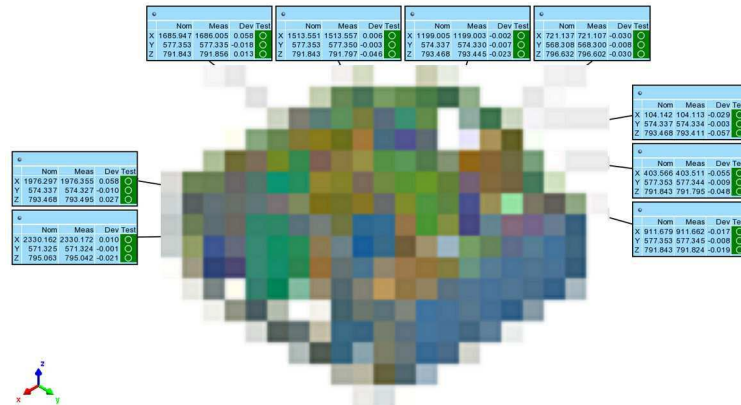 Nom Meas Dev Test
X 1685.947 1686.005 0.058
Y 577.353 577.335 -0.018
Z 791.843 791.856 0.013
Nom Meas Dev Test
X 1513.551 1513.557 0.006
Y 577.353 577.350 -0.003
Z 791.843 791.797 -0.046
Nom Meas Dev Test
X 1199.005 1199.003 -0.002
Y 574.337 574.330 -0.007
Z 793.468 793.445 -0.023
Nom Meas Dev Test
X 721.137 721.107 -0.030
Y 568.308 568.300 -0.008
Z 796.632 796.602 -0.030
Nom Meas Dev Test
X 104.142 104.113 -0.029
Y 574.337 574.334 -0.003
Z 793.468 793.411 -0.057
Nom Meas Dev Test
X 1976.297 1976.355 0.058
Y 574.337 574.327 -0.010
Z 793.468 793.495 0.027
Nom Meas Dev Test
X 403.566 403.511 -0.055
Y 577.353 577.344 -0.009
Z 791.843 791.795 -0.048
Nom Meas Dev Test
X 2330.162 2330.172 0.010
Y 571.325 571.324 -0.001
Z 795.063 795.042 -0.021
Nom Meas Dev Test
X 911.679 911.662 -0.017
Y 577.353 577.345 -0.008
Z 791.843 791.824 -0.019
z
x y